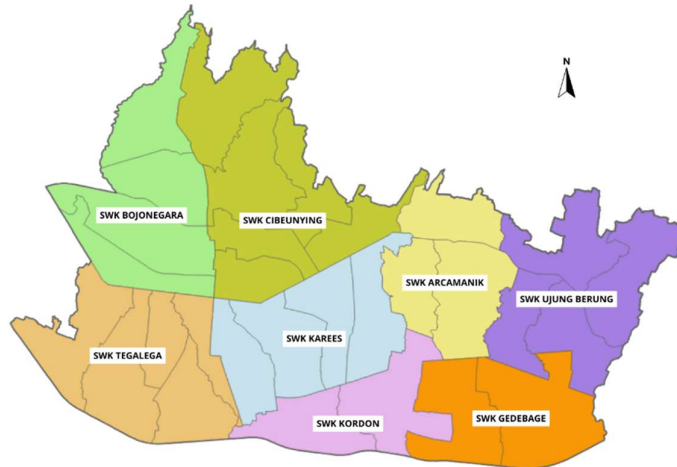 N
SWK BOJONEGARA
SWK CIBEUNYING
SWK ARCAMANIK
SWK UJUNG BERUNG
SWK KAREES
SWK TEGALEGA
SWK KORDON
SWK GEDEBAGE